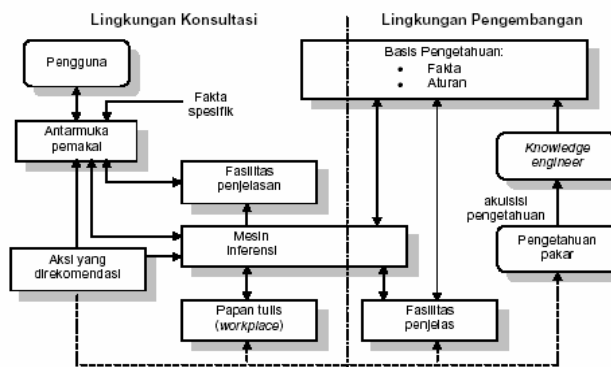 Lingkungan Konsultasi
Lingkungan Pengembangan
Pengguna
Fakta
spesifik
Antarmuka
pemakai
Fasilitas
penjelasan
Mesin
Inferensi
Aksi yang
direkomendasi
Papan tulis
(workplace)
Basis Pengetahuan:
• Fakta
• Aturan
Knowledge
engineer
akuisisi
pengetahuan
Pengetahuan
pakar
Fasilitas
penjelas